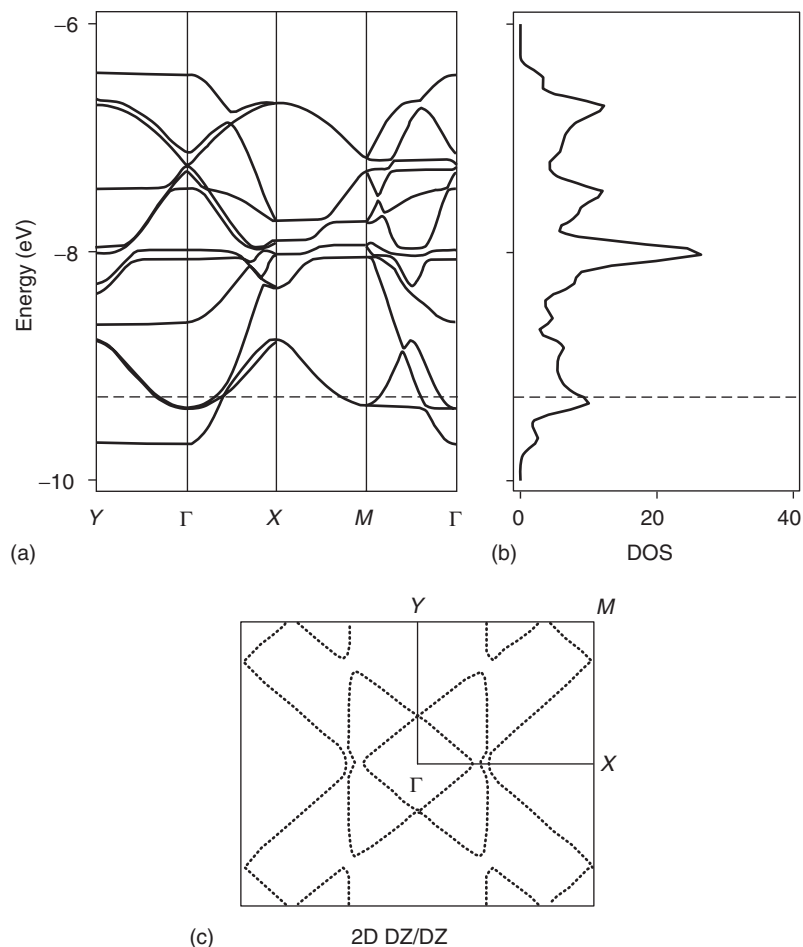 −6
−8
−10
Energy (eV)
Y Γ X M Γ
(a)
0 20 40
(b) DOS
Y M
X
Γ
(c) 2D DZ/DZ